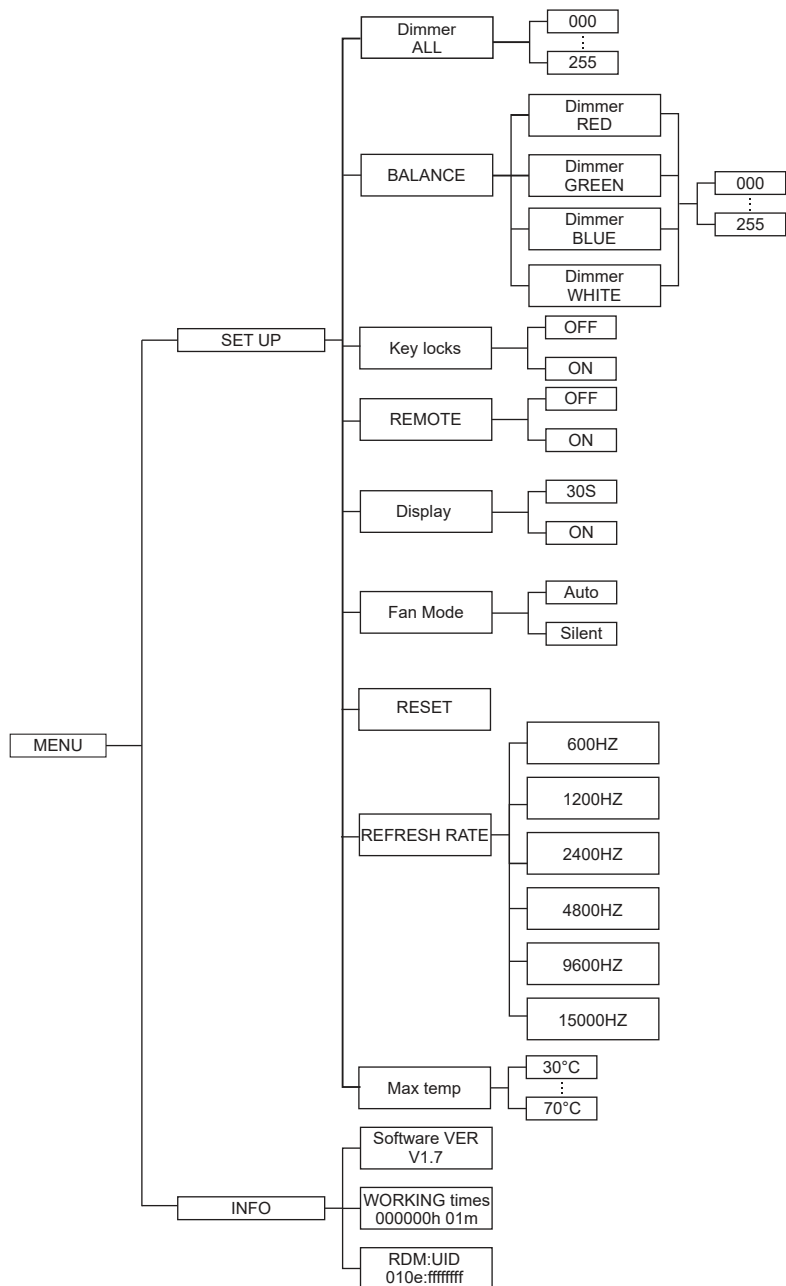 Dimmer
ALL
000
255
BALANCE
Dimmer
RED
Dimmer
GREEN
Dimmer
BLUE
Dimmer
WHITE
000
255
SET UP
Key locks
OFF
ON
REMOTE
OFF
ON
Display
30S
ON
Fan Mode
Auto
Silent
RESET
MENU
REFRESH RATE
600HZ
1200HZ
2400HZ
4800HZ
9600HZ
15000HZ
Max temp
30°C
70°C
INFO
Software VER
V1.7
WORKING times
000000h 01m
RDM:UID
010e:ffffffff